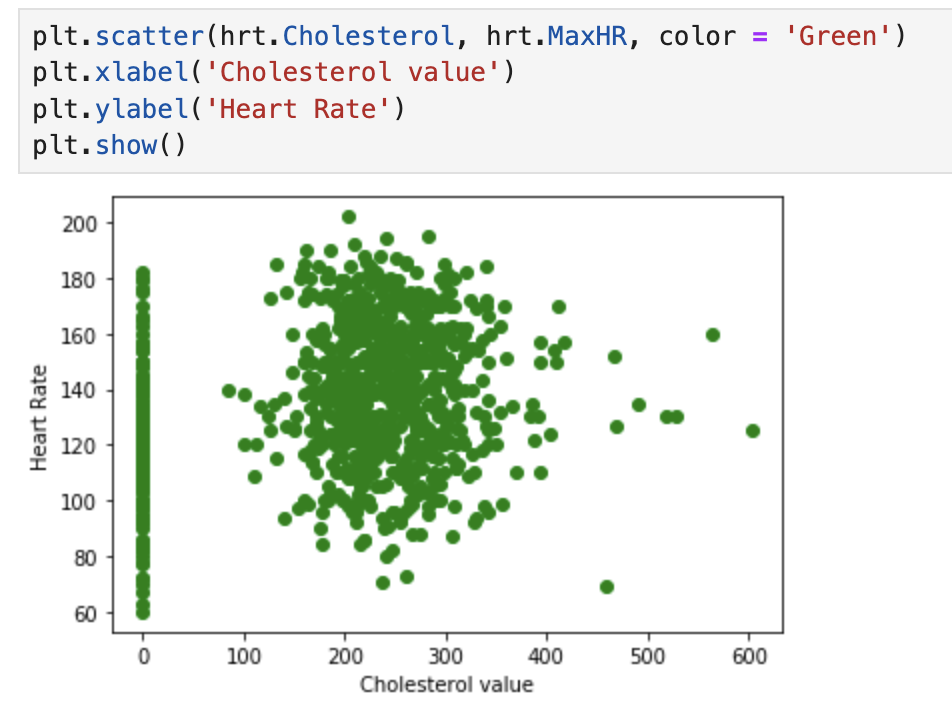 plt.scatter(hrt.Cholesterol, hrt.MaxHR, color = 'Green')
plt.xlabel('Cholesterol value')
plt.ylabel('Heart Rate')
plt.show()
Heart Rate
200
180
160
140
120
100
80
60
0 100 200 300 400 500 600
Cholesterol value